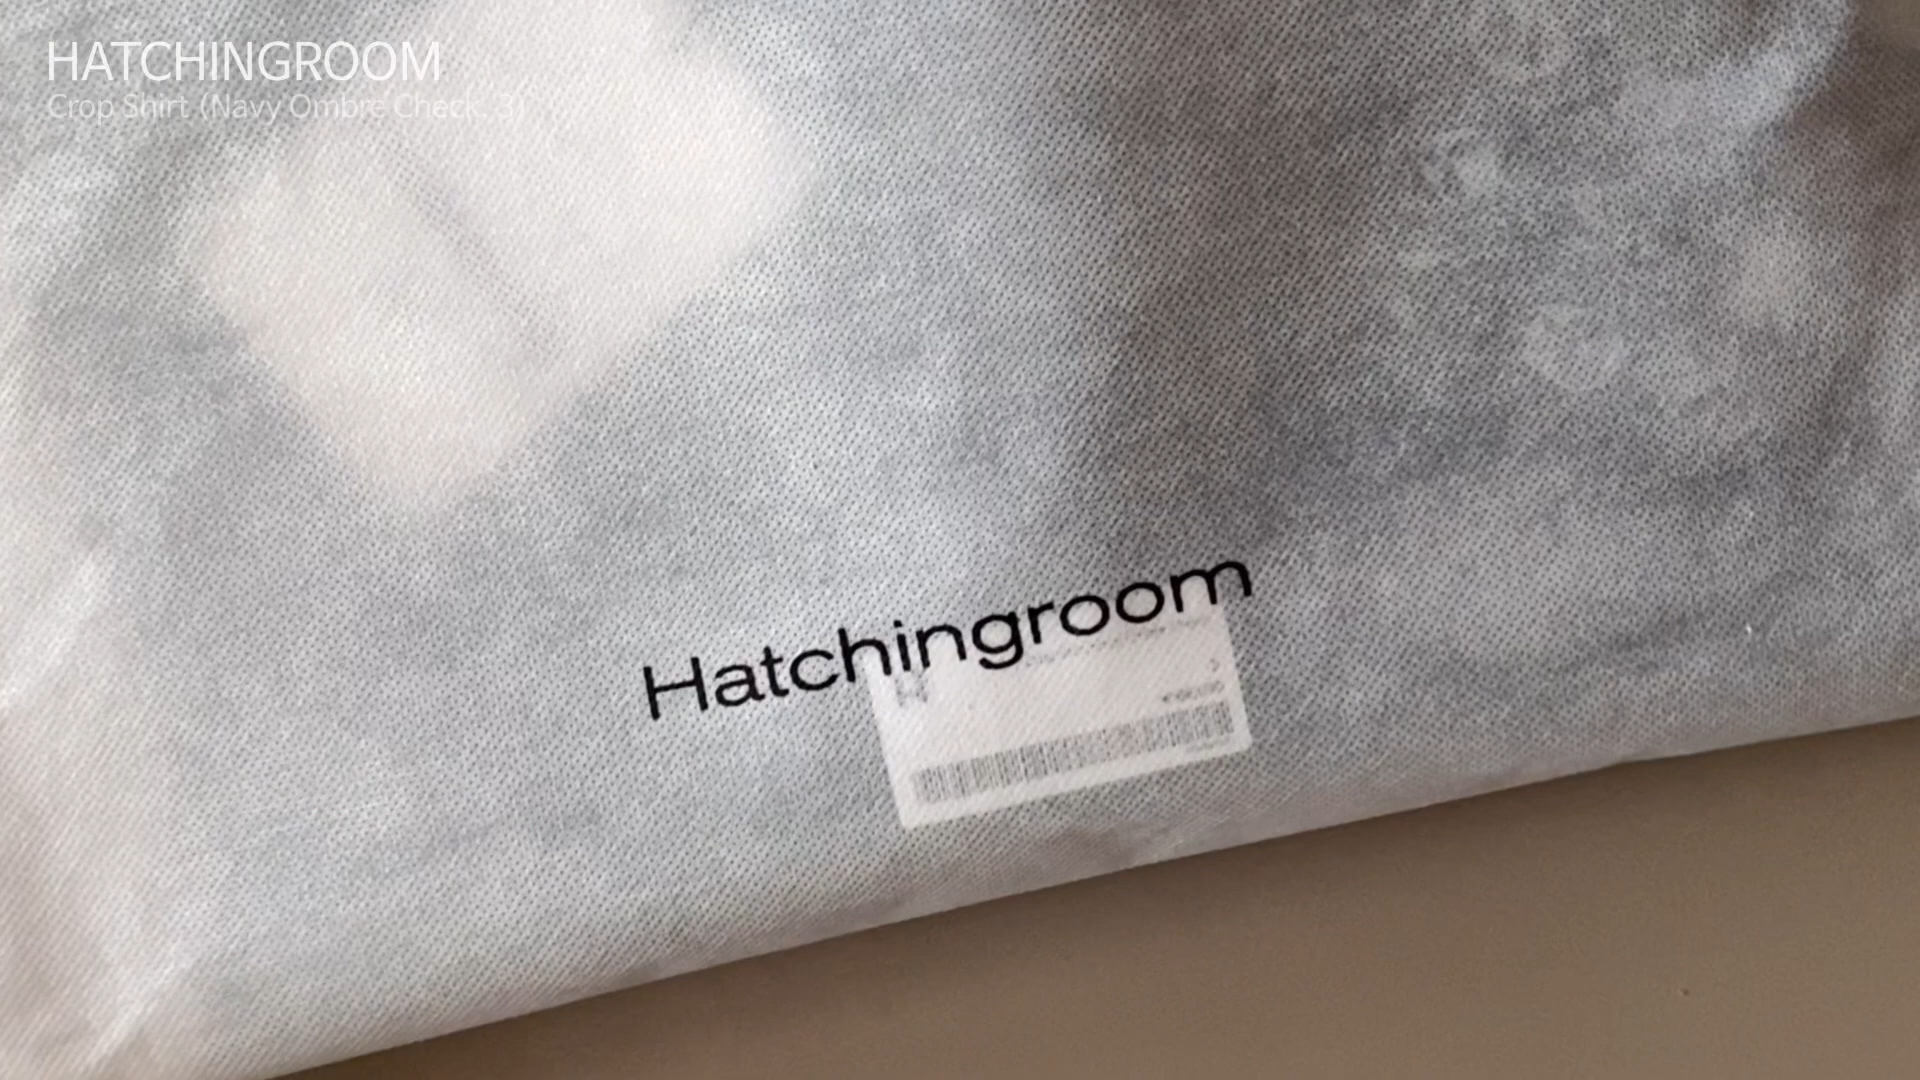 HATCHINGROOM
Crop Shirt (Navy Ombre Check, 3)
Hatchingroom
H